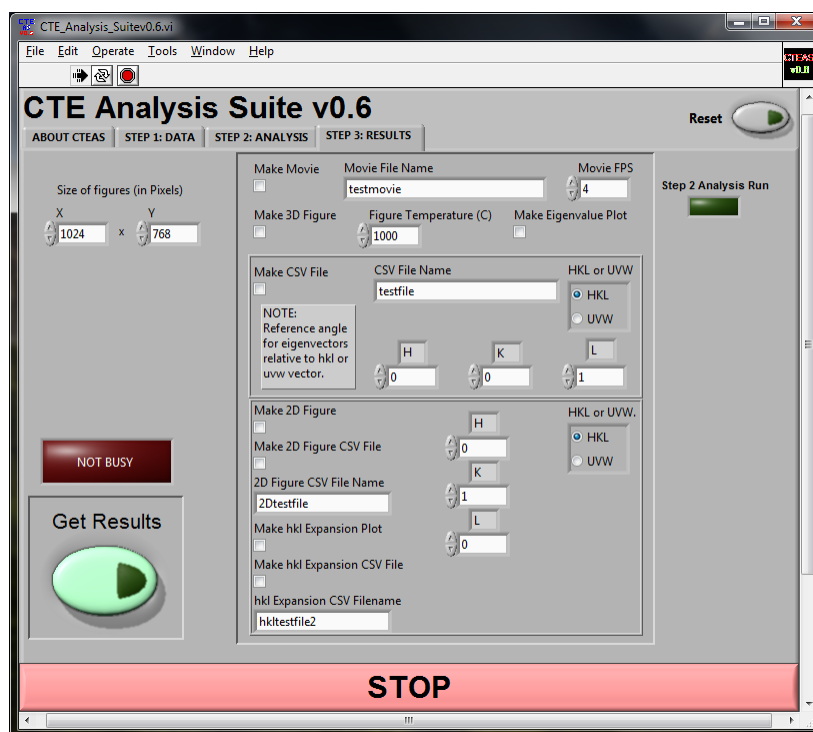 CTE_Analysis_Suitev0.6.vi
File Edit Operate Tools Window Help
CTEAS
CTE Analysis Suite v0.6
Reset
ABOUT CTEAS STEP 1: DATA STEP 2: ANALYSIS STEP 3: RESULTS
Make Movie Movie File Name Movie FPS
testmovie 4
Size of figures (in Pixels)
Step 2 Analysis Run
X Y
1024 x 768
Make 3D Figure Figure Temperature (C) Make Eigenvalue Plot
1000
Make CSV File CSV File Name HKL or UVW
testfile
HKL
UVW
NOTE:
Reference angle
for eigenvectors
relative to hkl or
uvw vector.
H K L
0 0 1
Make 2D Figure HKL or UVW.
H
0
HKL
UVW
Make 2D Figure CSV File
K
1
2D Figure CSV File Name
2Dtestfile
L
0
Make hkl Expansion Plot
Make hkl Expansion CSV File
hkl Expansion CSV Filename
hkltestfile2
NOT BUSY
Get Results
STOP